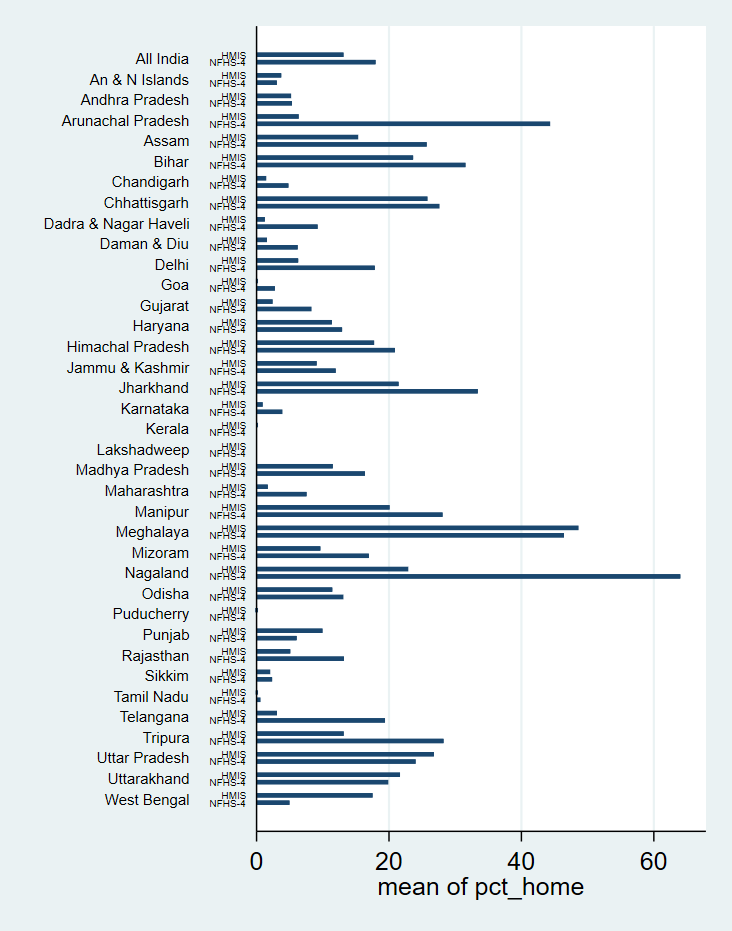 All India HMIS
NFHS-4
An & N Islands HMIS
NFHS-4
Andhra Pradesh HMIS
NFHS-4
Arunachal Pradesh HMIS
NFHS-4
Assam HMIS
NFHS-4
Bihar HMIS
NFHS-4
Chandigarh HMIS
NFHS-4
Chhattisgarh HMIS
NFHS-4
Dadra & Nagar Haveli HMIS
NFHS-4
Daman & Diu HMIS
NFHS-4
Delhi HMIS
NFHS-4
Goa HMIS
NFHS-4
Gujarat HMIS
NFHS-4
Haryana HMIS
NFHS-4
Himachal Pradesh HMIS
NFHS-4
Jammu & Kashmir HMIS
NFHS-4
Jharkhand HMIS
NFHS-4
Karnataka HMIS
NFHS-4
Kerala HMIS
NFHS-4
Lakshadweep HMIS
NFHS-4
Madhya Pradesh HMIS
NFHS-4
Maharashtra HMIS
NFHS-4
Manipur HMIS
NFHS-4
Meghalaya HMIS
NFHS-4
Mizoram HMIS
NFHS-4
Nagaland HMIS
NFHS-4
Odisha HMIS
NFHS-4
Puducherry HMIS
NFHS-4
Punjab HMIS
NFHS-4
Rajasthan HMIS
NFHS-4
Sikkim HMIS
NFHS-4
Tamil Nadu HMIS
NFHS-4
Telangana HMIS
NFHS-4
Tripura HMIS
NFHS-4
Uttar Pradesh HMIS
NFHS-4
Uttarakhand HMIS
NFHS-4
West Bengal HMIS
NFHS-4
0 20 40 60
mean of pct_home